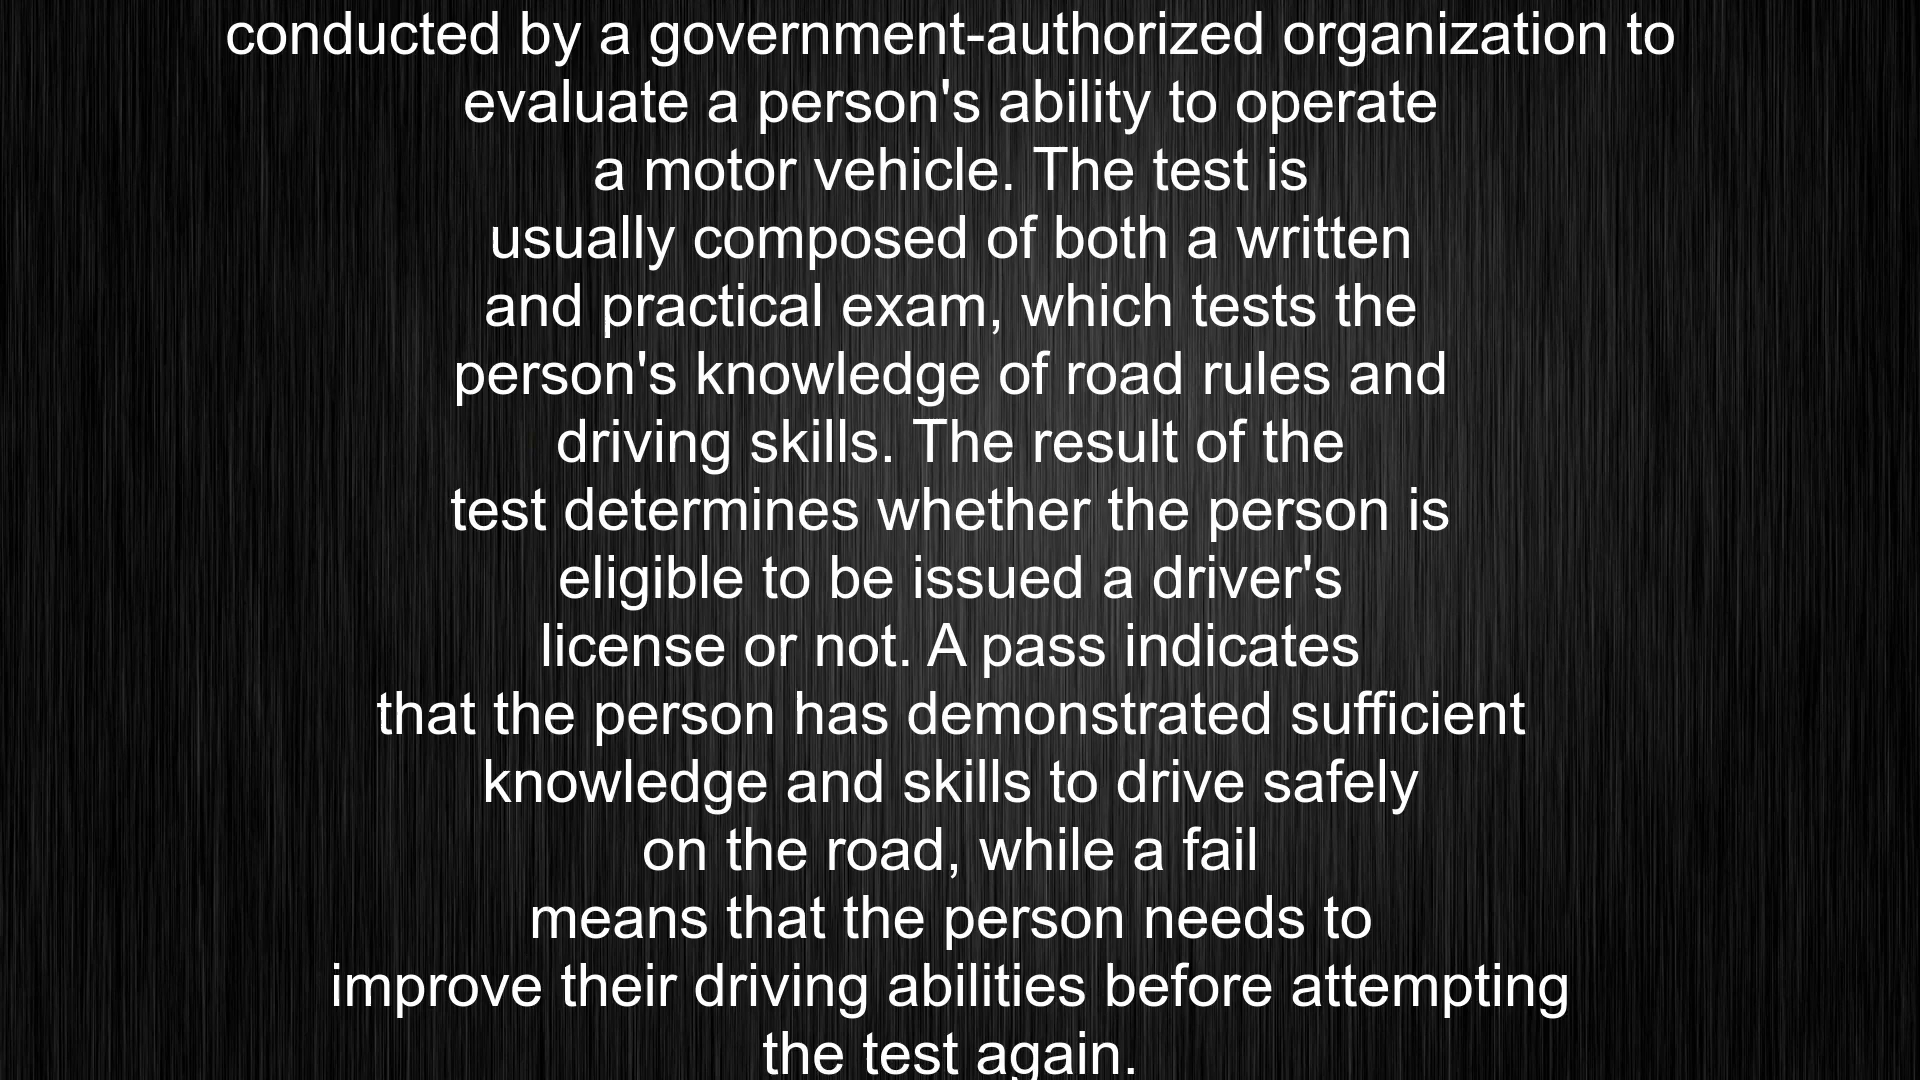 conducted by a government-authorized organization to
evaluate a person's ability to operate
a motor vehicle. The test is
usually composed of both a written
and practical exam, which tests the
person's knowledge of road rules and
driving skills. The result of the
test determines whether the person is
eligible to be issued a driver's
license or not. A pass indicates
that the person has demonstrated sufficient
knowledge and skills to drive safely
on the road, while a fail
means that the person needs to
improve their driving abilities before attempting
the test again.